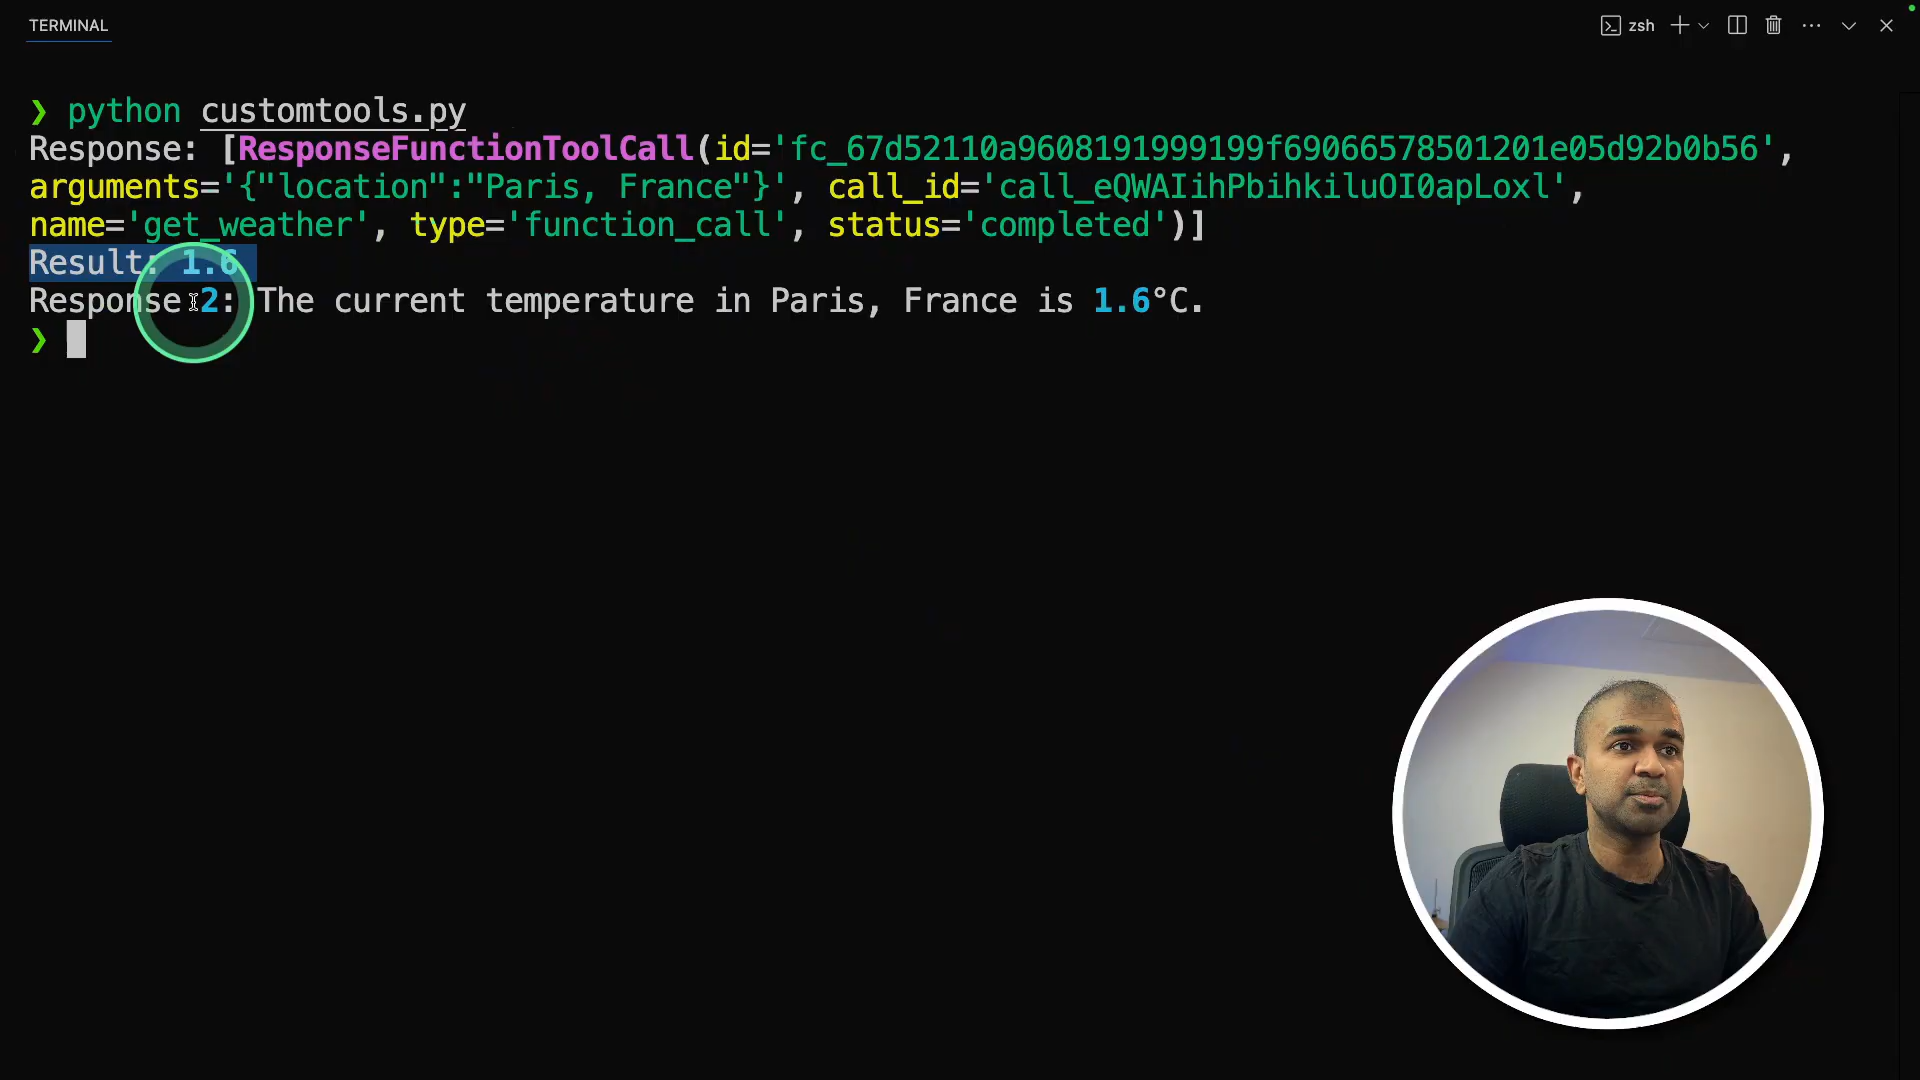 TERMINAL
zsh
❯ python customtools.py
Response: [ResponseFunctionToolCall(id='fc_67d52110a9608191999199f69066578501201e05d92b0b56',
arguments='{"location":"Paris, France"}', call_id='call_eQWAIihPbihkiluOI0apLoxl',
name='get_weather', type='function_call', status='completed')]
Result: 1.6
Response 2: The current temperature in Paris, France is 1.6°C.
❯